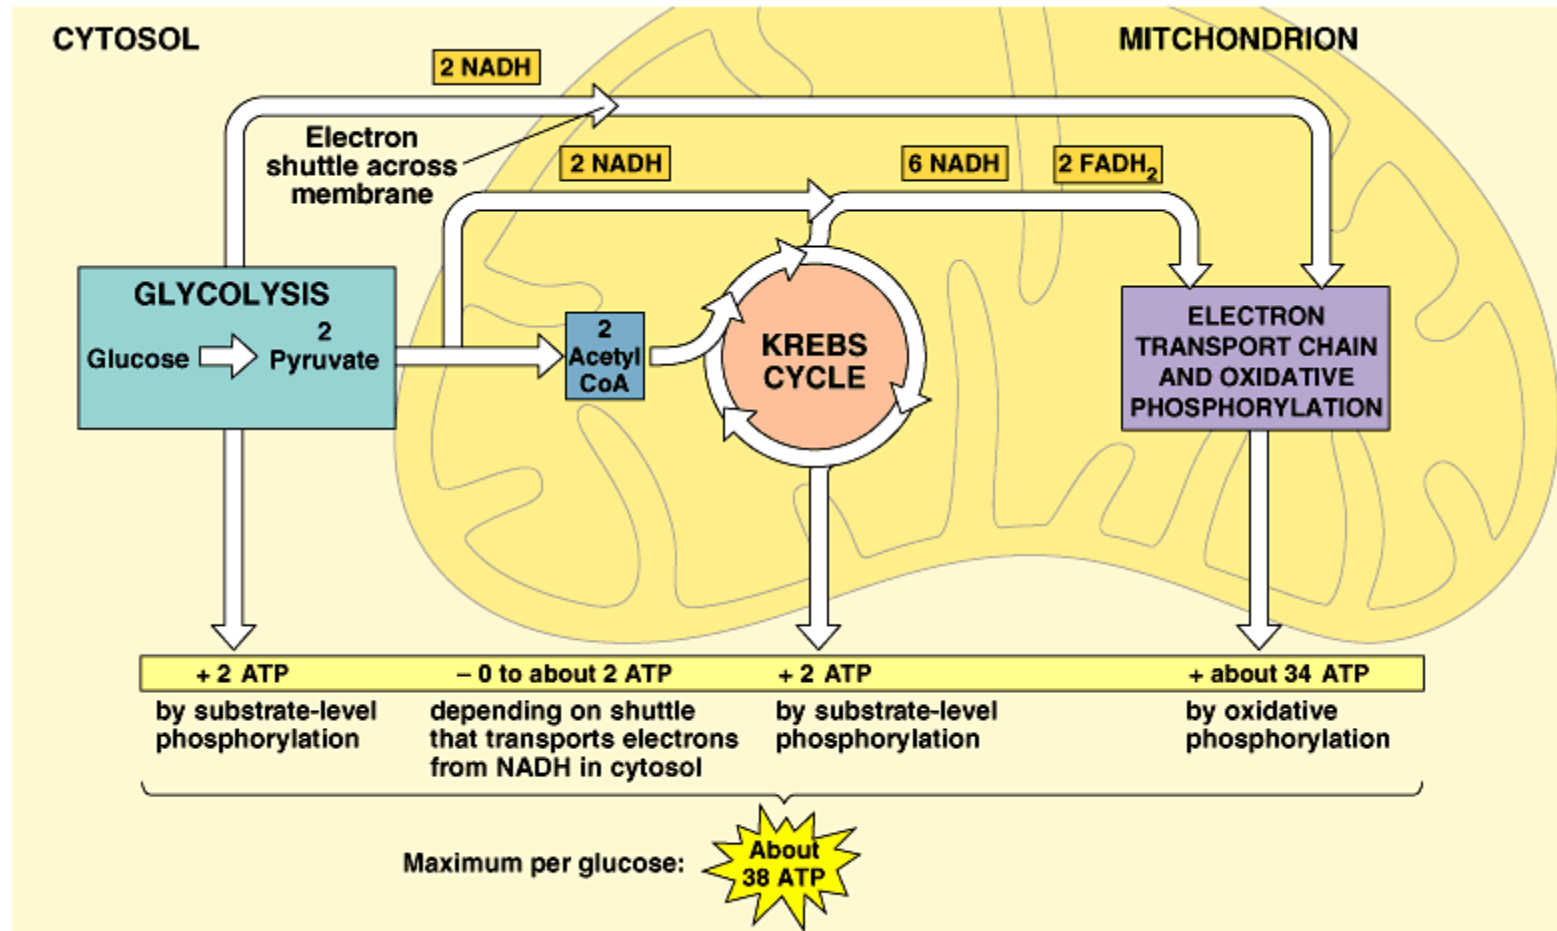 CYTOSOL
MITCHONDRION
2 NADH
Electron
shuttle across
membrane
2 NADH
6 NADH
2 FADH2
GLYCOLYSIS
Glucose
2
Pyruvate
2
Acetyl
CoA
KREBS
CYCLE
ELECTRON
TRANSPORT CHAIN
AND OXIDATIVE
PHOSPHORYLATION
+ 2 ATP
by substrate-level
phosphorylation
– 0 to about 2 ATP
depending on shuttle
that transports electrons
from NADH in cytosol
+ 2 ATP
by substrate-level
phosphorylation
+ about 34 ATP
by oxidative
phosphorylation
Maximum per glucose:
About
38 ATP